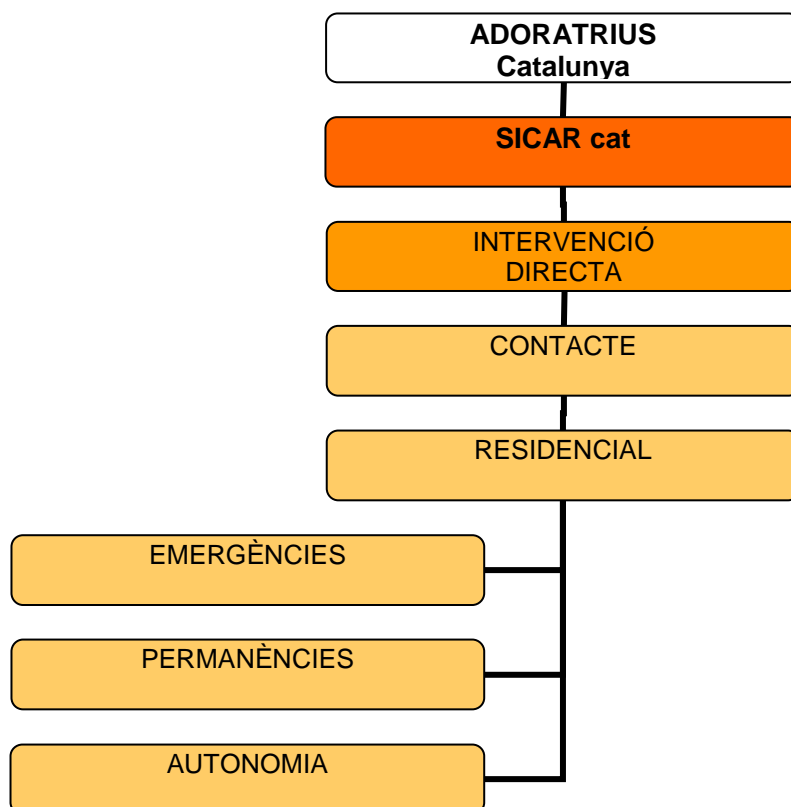 ADORATRIUS
Catalunya
SICAR cat
INTERVENCIÓ
DIRECTA
CONTACTE
RESIDENCIAL
EMERGÈNCIES
PERMANÈNCIES
AUTONOMIA